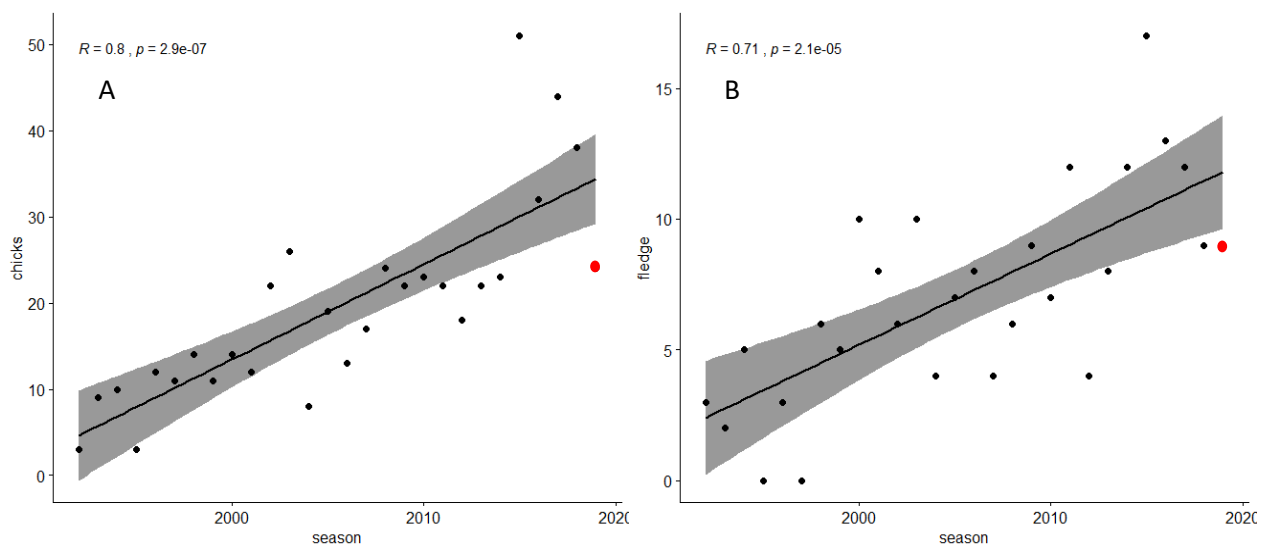 R = 0.8 , p = 2.9e-07
A
50
40
30
20
10
0
chicks
2000
2010
2020
season
R = 0.71 , p = 2.1e-05
B
15
10
5
0
fledge
2000
2010
2020
season